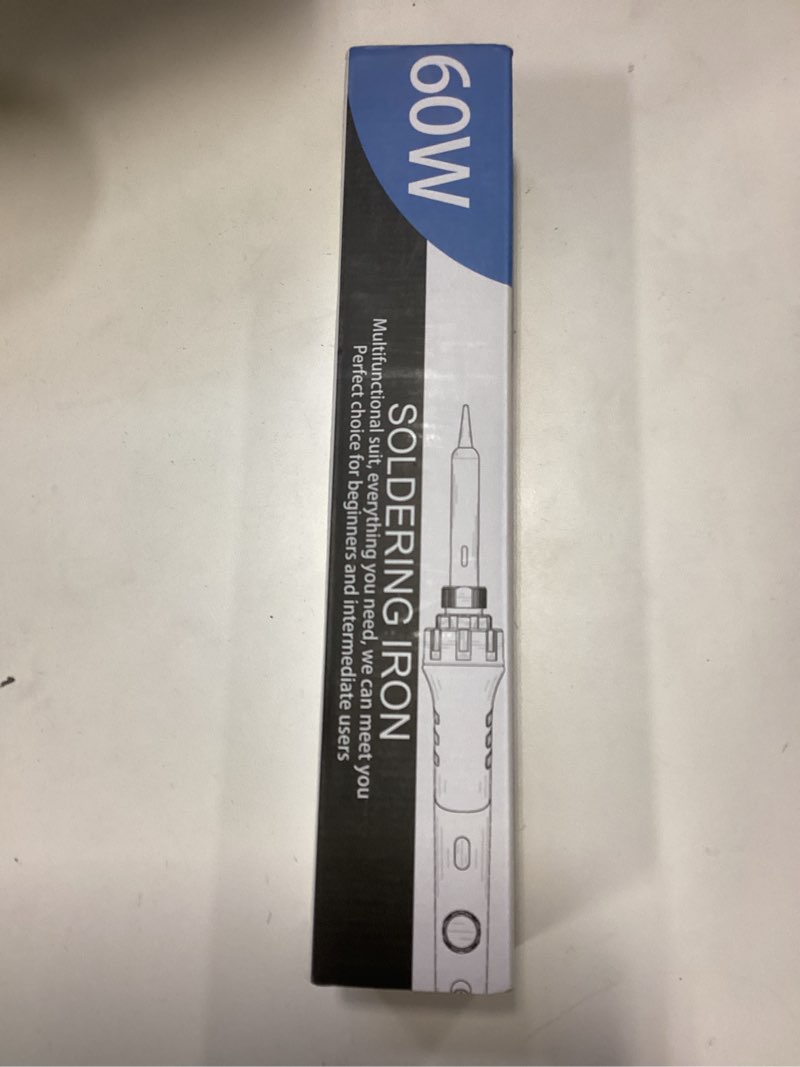 60W
SOLDERING IRON
Multifunctional suit, everything you need, we can meet you
Perfect choice for beginners and intermediate users